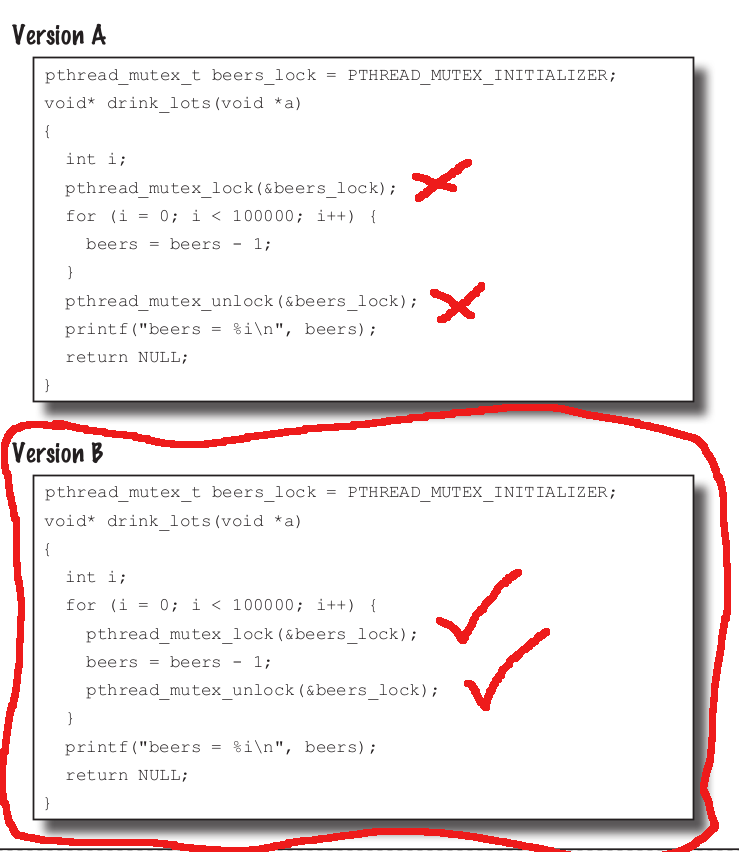 Version A
pthread_mutex_t beers_lock = PTHREAD_MUTEX_INITIALIZER;
void* drink_lots(void *a)
{
  int i;
  pthread_mutex_lock(&beers_lock);
  for (i = 0; i < 100000; i++) {
    beers = beers - 1;
  }
  pthread_mutex_unlock(&beers_lock);
  printf("beers = %i\n", beers);
  return NULL;
}
Version B
pthread_mutex_t beers_lock = PTHREAD_MUTEX_INITIALIZER;
void* drink_lots(void *a)
{
  int i;
  for (i = 0; i < 100000; i++) {
    pthread_mutex_lock(&beers_lock);
    beers = beers - 1;
    pthread_mutex_unlock(&beers_lock);
  }
  printf("beers = %i\n", beers);
  return NULL;
}